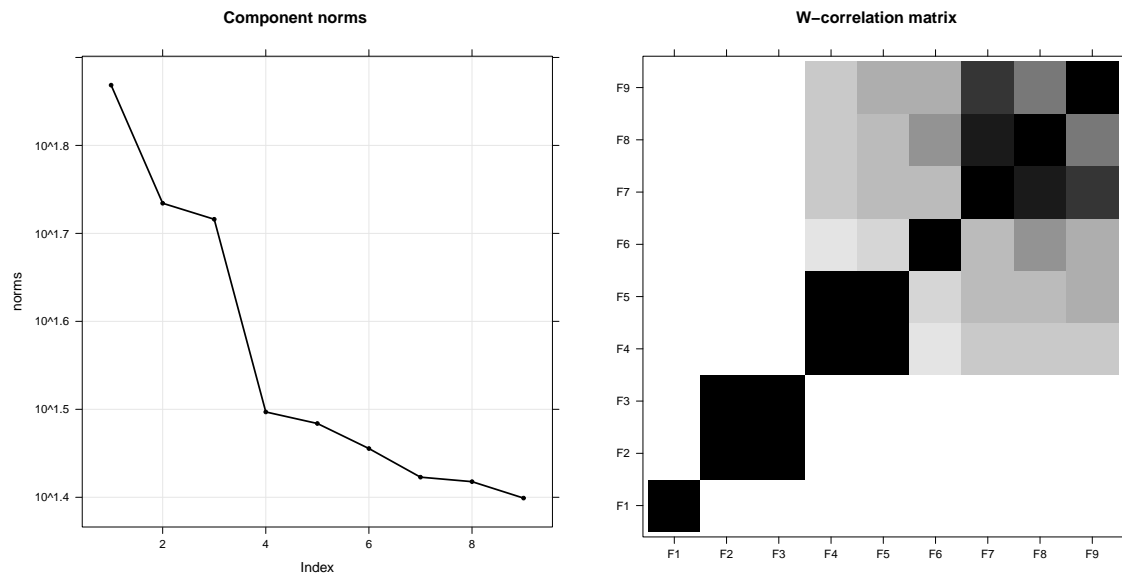 Component norms
10^1.8
10^1.7
10^1.6
10^1.5
10^1.4
norms
2 4 6 8
Index
W−correlation matrix
F9
F8
F7
F6
F5
F4
F3
F2
F1
F1 F2 F3 F4 F5 F6 F7 F8 F9